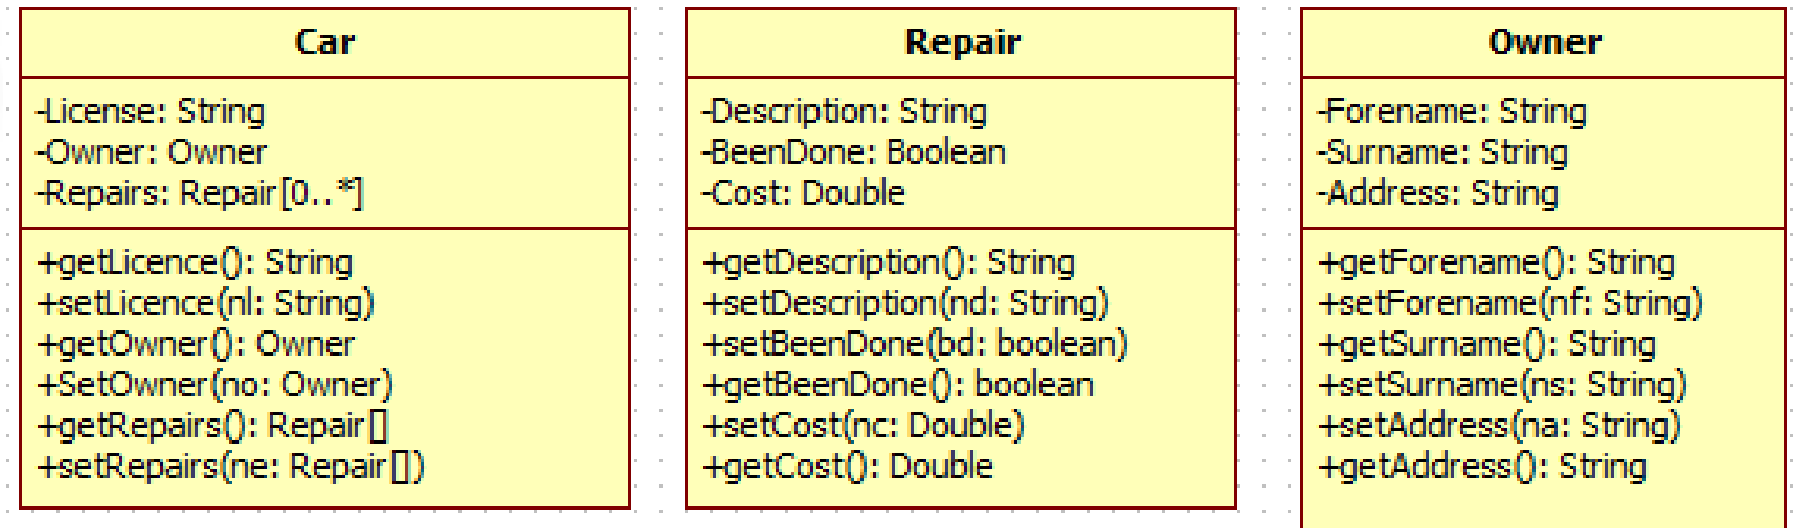 Car
-License: String
-Owner: Owner
-Repairs: Repair[0..*]
+getLicence(): String
+setLicence(nl: String)
+getOwner(): Owner
+SetOwner(no: Owner)
+getRepairs(): Repair[]
+setRepairs(ne: Repair[])
Repair
-Description: String
-BeenDone: Boolean
-Cost: Double
+getDescription(): String
+setDescription(nd: String)
+setBeenDone(bd: boolean)
+getBeenDone(): boolean
+setCost(nc: Double)
+getCost(): Double
Owner
-Forename: String
-Surname: String
-Address: String
+getForename(): String
+setForename(nf: String)
+getSurname(): String
+setSurname(ns: String)
+setAddress(na: String)
+getAddress(): String